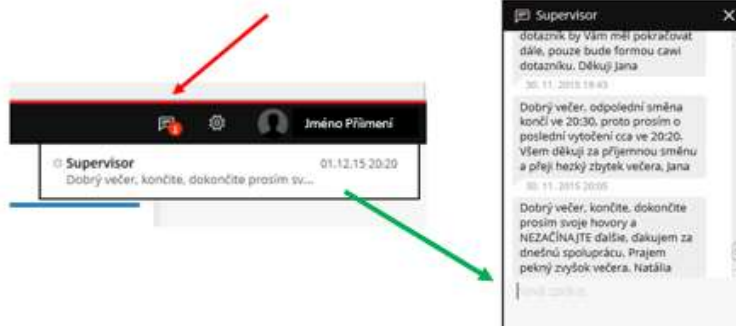 Jméno Příjmení
Supervisor 01.12.15 20:20
Dobrý večer, končíte, dokončite prosím sv...
Supervisor
dotazník by Vám měl pokračovat
dále, pouze bude formou cawi
dotazníku. Děkuji Jana
30. 11. 2015 19:43
Dobrý večer, odpolední směna
končí ve 20:30, proto prosím o
poslední vytočení cca ve 20:20.
Všem děkuji za příjemnou směnu
a přeji hezký zbytek večera, Jana
30. 11. 2015 20:05
Dobrý večer, končíte, dokončite
prosim svoje hovory a
NEZAČÍNAJTE ďalšie, ďakujem za
dnešnú spoluprácu. Prajem
pekný zvyšok večera. Natália